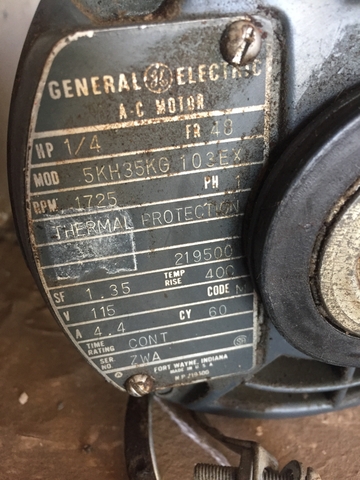 GENERAL GE ELECTRIC
A-C MOTOR
HP 1/4 FR 48
MOD 5KH35KG 103EX
RPM 1725 PH 1
THERMAL PROTECTION
219500
SF 1.35 TEMP RISE 40C CODE N
V 115
A 4.4 CY 60
TIME RATING CONT
SER. NO ZWA
FORT WAYNE, INDIANA
MADE IN U.S.A.